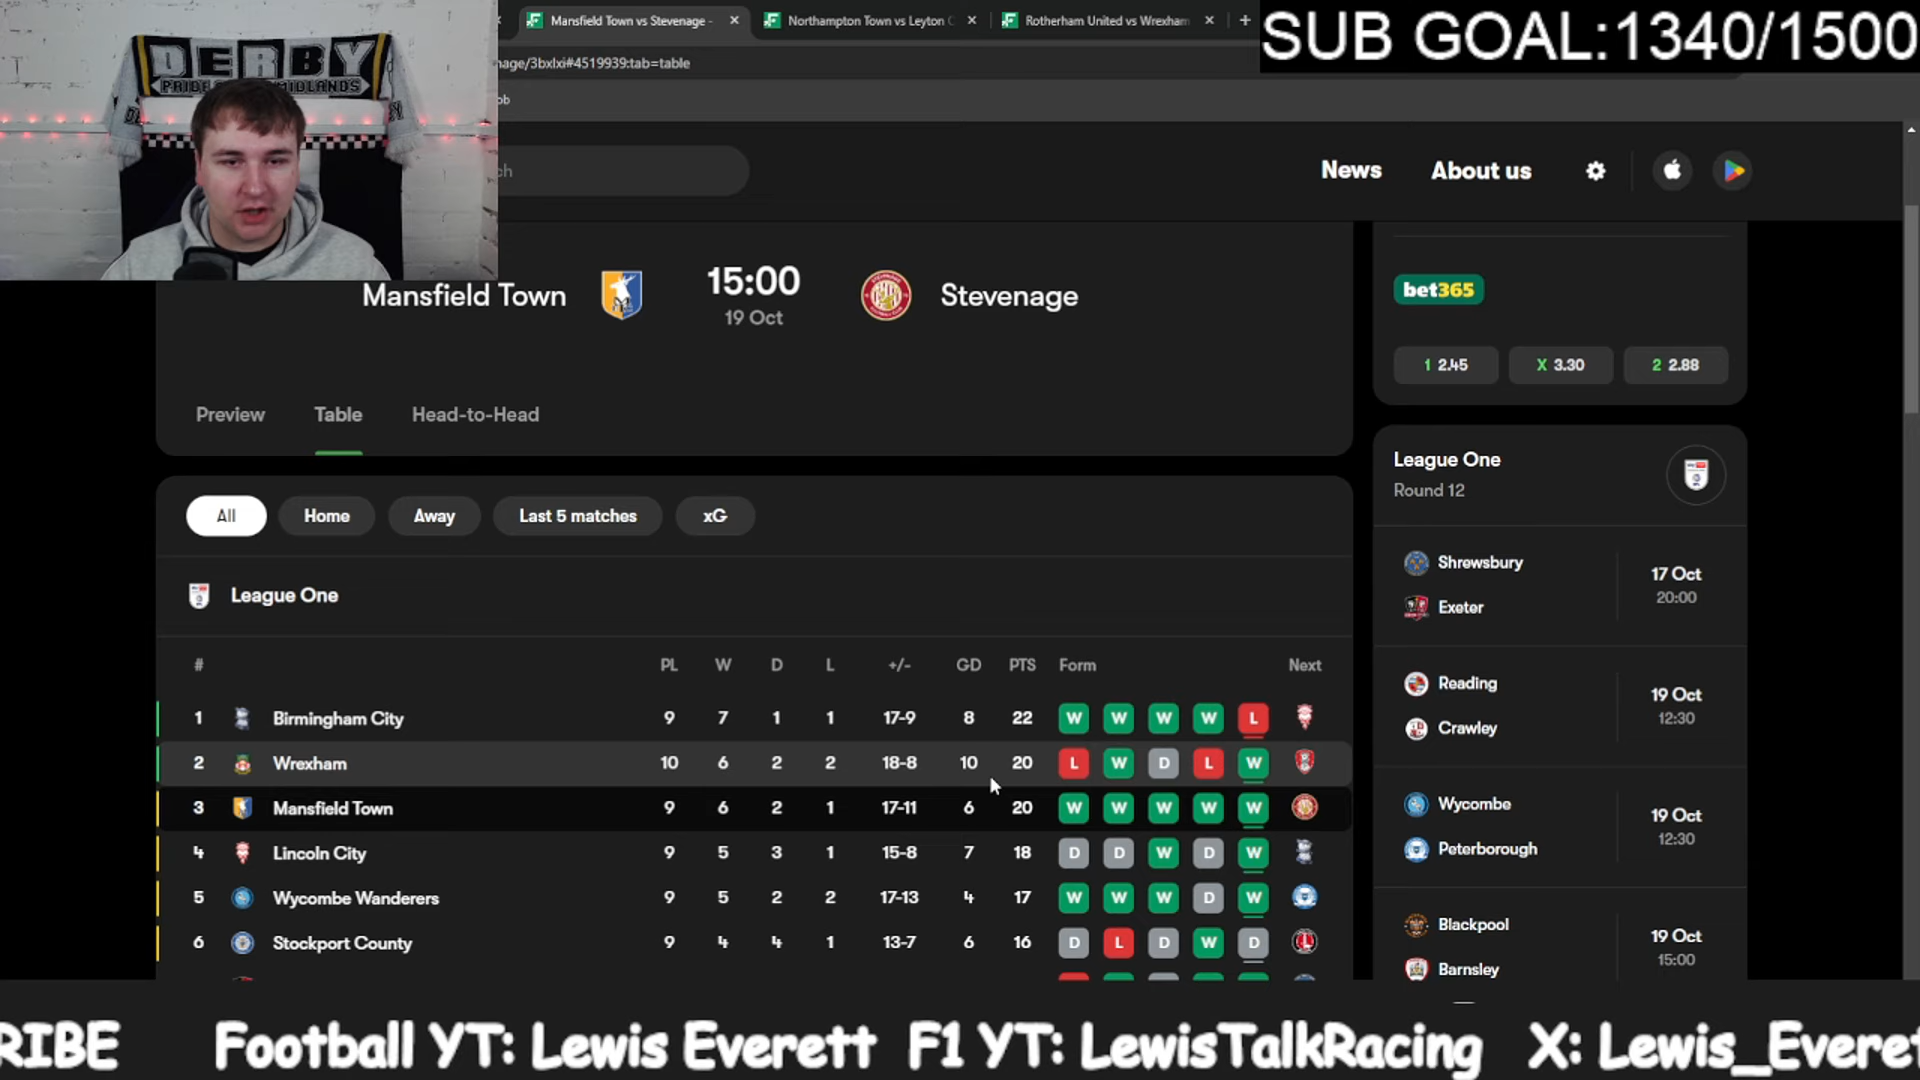 DERBY
PRIDE
MIDLANDS
Mansfield Town vs Stevenage -
Northampton Town vs Leyton O
Rotherham United vs Wrexham
SUB GOAL:1340/1500
nage/3bxlxi#4519939:tab=table
ob
ch
News
About us
Mansfield Town
15:00
19 Oct
Stevenage
bet365
1 2.45
X 3.30
2 2.88
Preview
Table
Head-to-Head
All
Home
Away
Last 5 matches
xG
League One
# PL W D L +/- GD PTS Form Next
1 Birmingham City 9 7 1 1 17-9 8 22 W W W W L
2 Wrexham 10 6 2 2 18-8 10 20 L W D L W
3 Mansfield Town 9 6 2 1 17-11 6 20 W W W W W
4 Lincoln City 9 5 3 1 15-8 7 18 D D W D W
5 Wycombe Wanderers 9 5 2 2 17-13 4 17 W W W D W
6 Stockport County 9 4 4 1 13-7 6 16 D L D W D
League One
Round 12
Shrewsbury
Exeter
17 Oct
20:00
Reading
Crawley
19 Oct
12:30
Wycombe
Peterborough
19 Oct
12:30
Blackpool
Barnsley
19 Oct
15:00
RIBE Football YT: Lewis Everett F1 YT: LewisTalkRacing X: Lewis_Everet